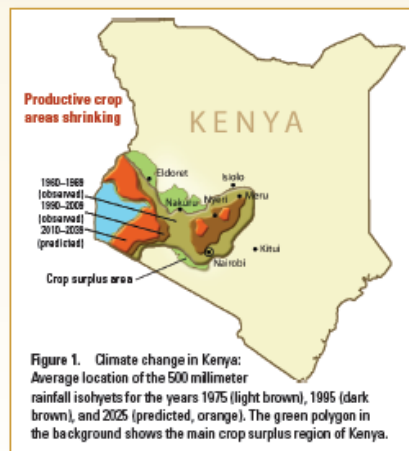 Productive crop
areas shrinking
KENYA
Eldoret
Isiolo
Meru
Nyeri
Nakuru
1960–1989
(observed)
1990–2009
(observed)
2010–2039
(predicted)
Kitui
Nairobi
Crop surplus area
Figure 1. Climate change in Kenya:
Average location of the 500 millimeter
rainfall isohyets for the years 1975 (light brown), 1995 (dark
brown), and 2025 (predicted, orange). The green polygon in
the background shows the main crop surplus region of Kenya.